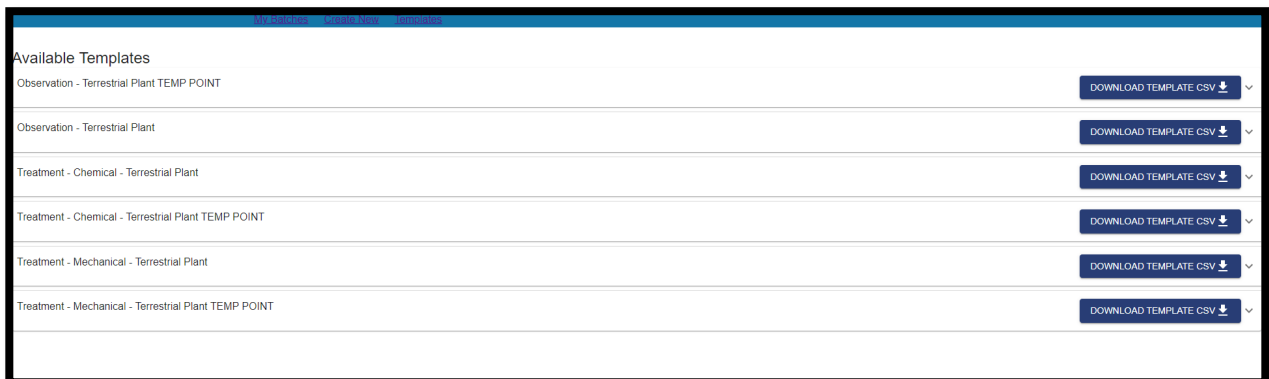 My Batches Create New Templates
Available Templates
Observation - Terrestrial Plant TEMP POINT DOWNLOAD TEMPLATE CSV
Observation - Terrestrial Plant DOWNLOAD TEMPLATE CSV
Treatment - Chemical - Terrestrial Plant DOWNLOAD TEMPLATE CSV
Treatment - Chemical - Terrestrial Plant TEMP POINT DOWNLOAD TEMPLATE CSV
Treatment - Mechanical - Terrestrial Plant DOWNLOAD TEMPLATE CSV
Treatment - Mechanical - Terrestrial Plant TEMP POINT DOWNLOAD TEMPLATE CSV